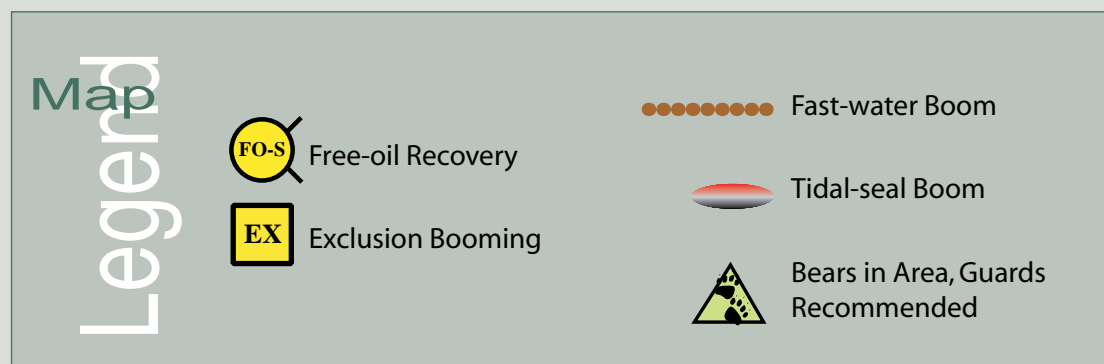 Map
Legend
FO-S
Free-oil Recovery
EX
Exclusion Booming
Fast-water Boom
Tidal-seal Boom
Bears in Area, Guards
Recommended